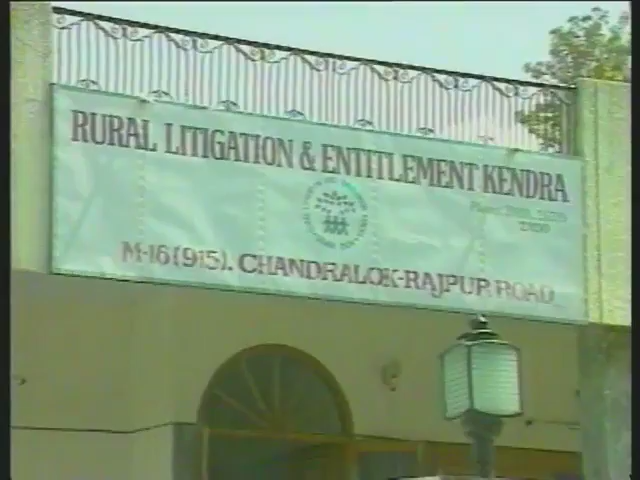 RURAL LITIGATION & ENTITLEMENT KENDRA
M-16 (915), CHANDRALOK-RAJPUR ROAD